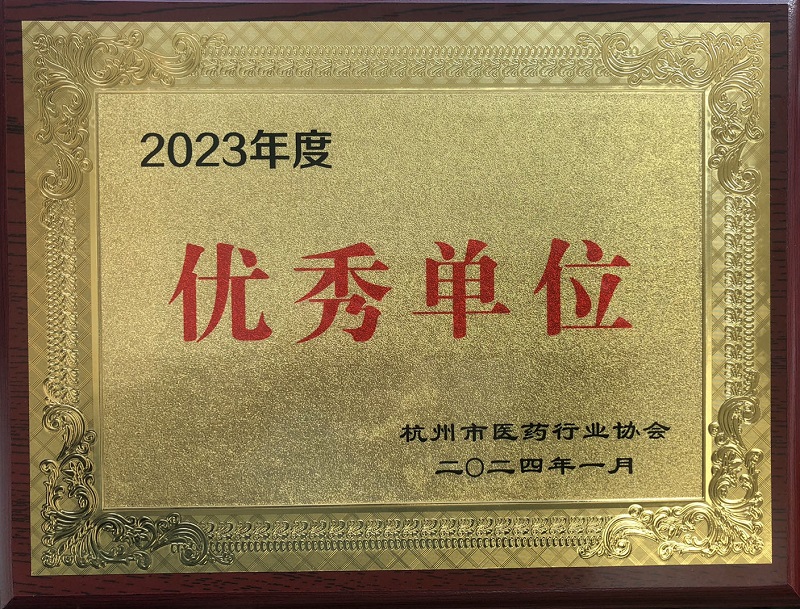 2023年度
优秀单位
杭州市医药行业协会
二〇二四年一月